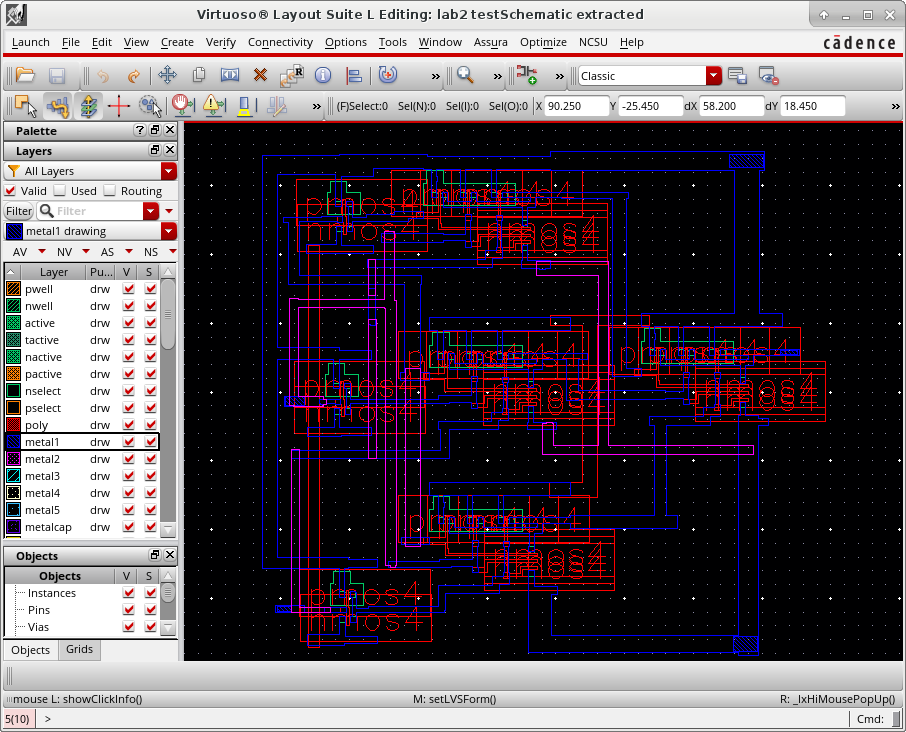 Virtuoso® Layout Suite L Editing: lab2 testSchematic extracted
Launch File Edit View Create Verify Connectivity Options Tools Window Assura Optimize NCSU Help cādence
R » » » Classic
» (F)Select:0 Sel(N):0 Sel(I):0 Sel(O):0 X 90.250 Y -25.450 dX 58.200 dY 18.450 »
Palette
Layers
All Layers
Valid Used Routing
Filter Filter
metal1 drawing
AV NV AS NS
Layer Pu... V S
pwell drw
nwell drw
active drw
tactive drw
nactive drw
pactive drw
nselect drw
pselect drw
poly drw
metal1 drw
metal2 drw
metal3 drw
metal4 drw
metal5 drw
metalcap drw
Objects
Objects V S
Instances
Pins
Vias
Objects Grids
pmos4 pmos4
nmos4 nmos4
pmos4 pmos4 pmos4
nmos4 nmos4 nmos4
pmos4
nmos4
pmos4
nmos4
mouse L: showClickInfo() M: setLVSForm() R: _lxHiMousePopUp()
5(10) > Cmd: